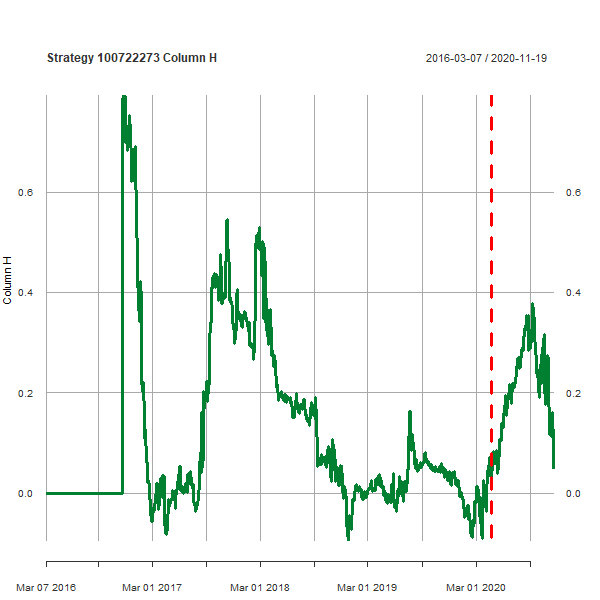 Strategy 100722273 Column H
2016-03-07 / 2020-11-19
0.6
0.6
0.4
0.4
Column H
0.2
0.2
0.0
0.0
Mar 07 2016
Mar 01 2017
Mar 01 2018
Mar 01 2019
Mar 01 2020